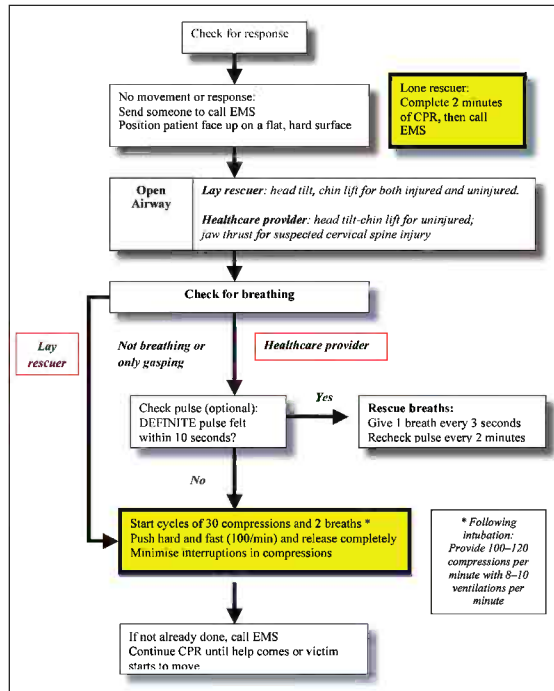 Check for response
No movement or response:
Send someone to call EMS
Position patient face up on a flat, hard surface
Lone rescuer:
Complete 2 minutes
of CPR, then call
EMS
Open
Airway
Lay rescuer: head tilt, chin lift for both injured and uninjured.
Healthcare provider: head tilt-chin lift for uninjured;
jaw thrust for suspected cervical spine injury
Check for breathing
Lay
rescuer
Not breathing or
only gasping
Healthcare provider
Check pulse (optional):
DEFINITE pulse felt
within 10 seconds?
Yes
Rescue breaths:
Give 1 breath every 3 seconds
Recheck pulse every 2 minutes
No
Start cycles of 30 compressions and 2 breaths *
Push hard and fast (100/min) and release completely
Minimise interruptions in compressions
* Following
intubation:
Provide 100–120
compressions per
minute with 8–10
ventilations per
minute
If not already done, call EMS
Continue CPR until help comes or victim
starts to move